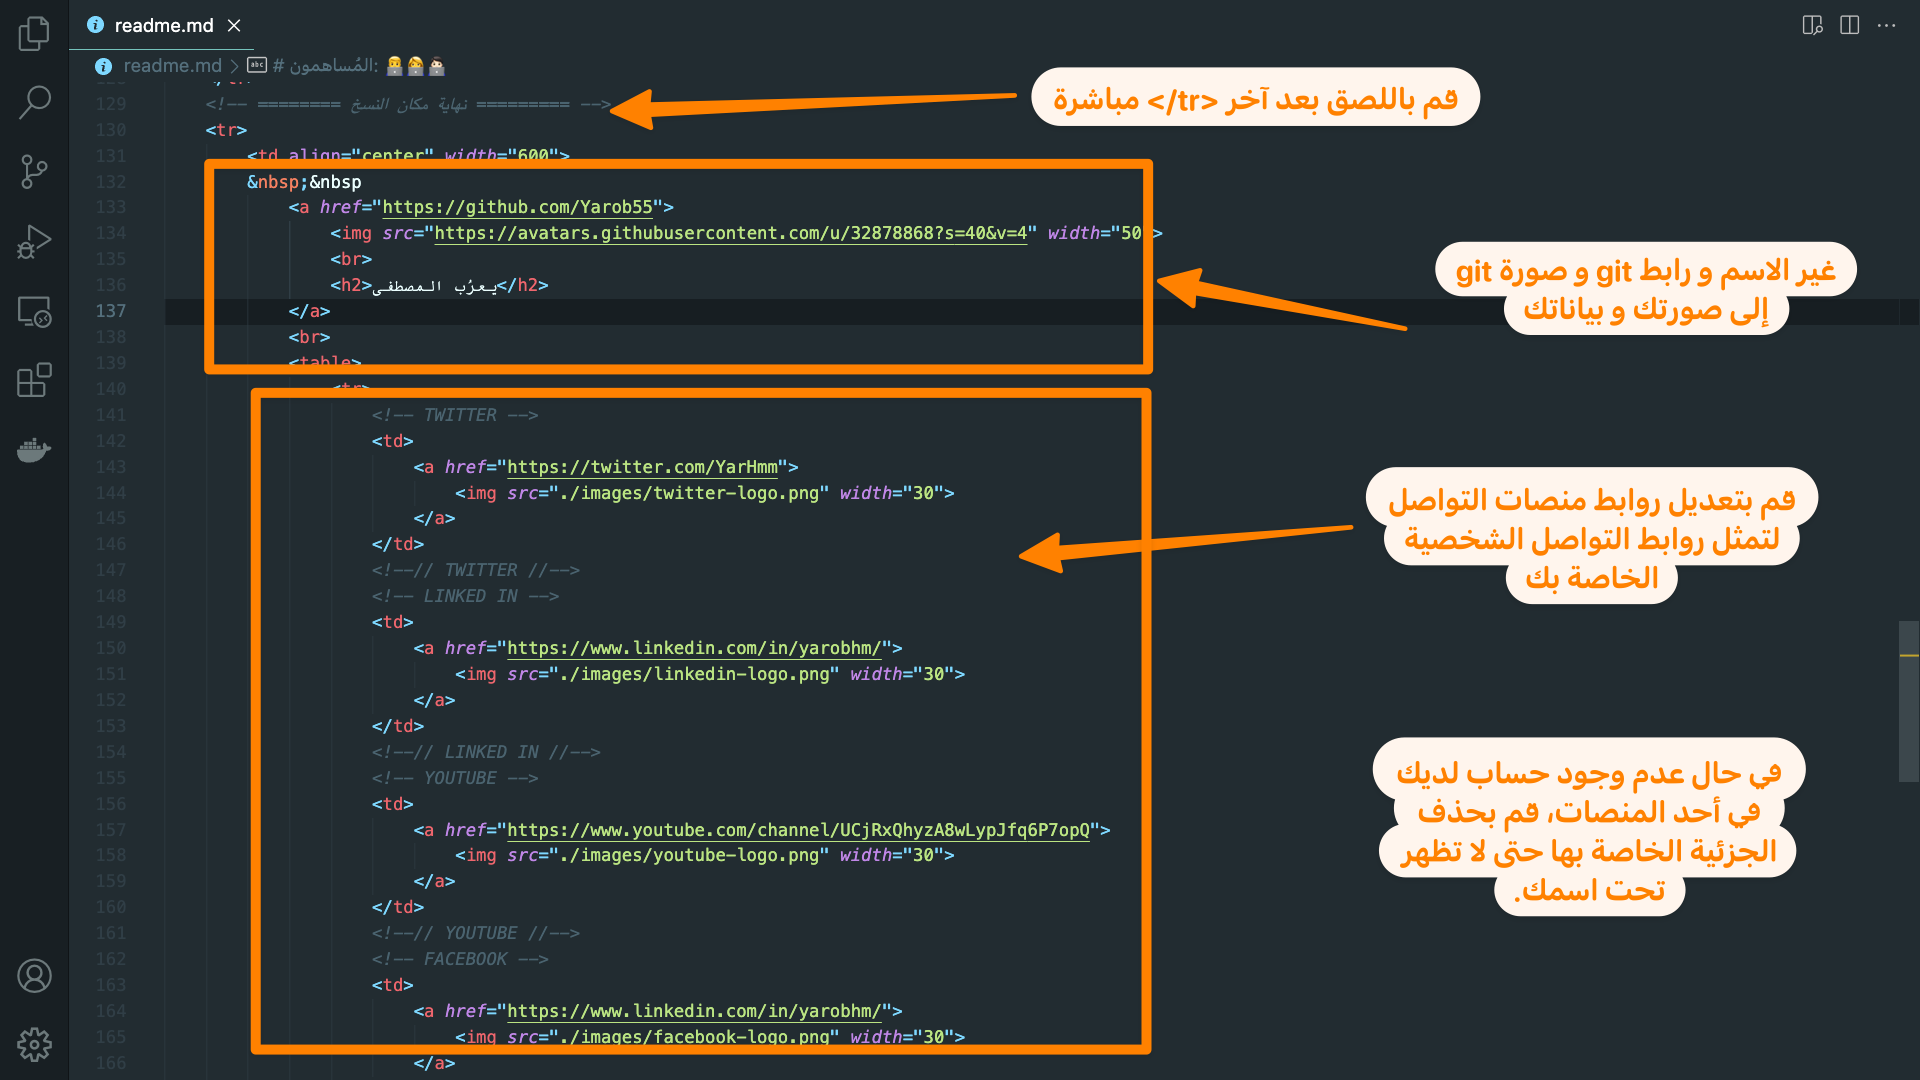 readme.md
readme.md > # المُساهمون:
129 <!-- ======== نهاية مكان النسخ ========= -->
130 <tr>
131 <td align="center" width="600">
132 &nbsp;&nbsp
133 <a href="https://github.com/Yarob55">
134 <img src="https://avatars.githubusercontent.com/u/32878868?s=40&v=4" width="50">
135 <br>
136 <h2>يعرُب المصطفى</h2>
137 </a>
138 <br>
139 <table>
140 <tr>
141 <!-- TWITTER -->
142 <td>
143 <a href="https://twitter.com/YarHmm">
144 <img src="./images/twitter-logo.png" width="30">
145 </a>
146 </td>
147 <!--// TWITTER //-->
148 <!-- LINKED IN -->
149 <td>
150 <a href="https://www.linkedin.com/in/yarobhm/">
151 <img src="./images/linkedin-logo.png" width="30">
152 </a>
153 </td>
154 <!--// LINKED IN //-->
155 <!-- YOUTUBE -->
156 <td>
157 <a href="https://www.youtube.com/channel/UCjRxQhyzA8wLypJfq6P7opQ">
158 <img src="./images/youtube-logo.png" width="30">
159 </a>
160 </td>
161 <!--// YOUTUBE //-->
162 <!-- FACEBOOK -->
163 <td>
164 <a href="https://www.linkedin.com/in/yarobhm/">
165 <img src="./images/facebook-logo.png" width="30">
166 </a>
قم باللصق بعد آخر </tr> مباشرة
غير الاسم و رابط git و صورة git
إلى صورتك و بياناتك
قم بتعديل روابط منصات التواصل
لتمثل روابط التواصل الشخصية
الخاصة بك
في حال عدم وجود حساب لديك
في أحد المنصات، قم بحذف
الجزئية الخاصة بها حتى لا تظهر
تحت اسمك.